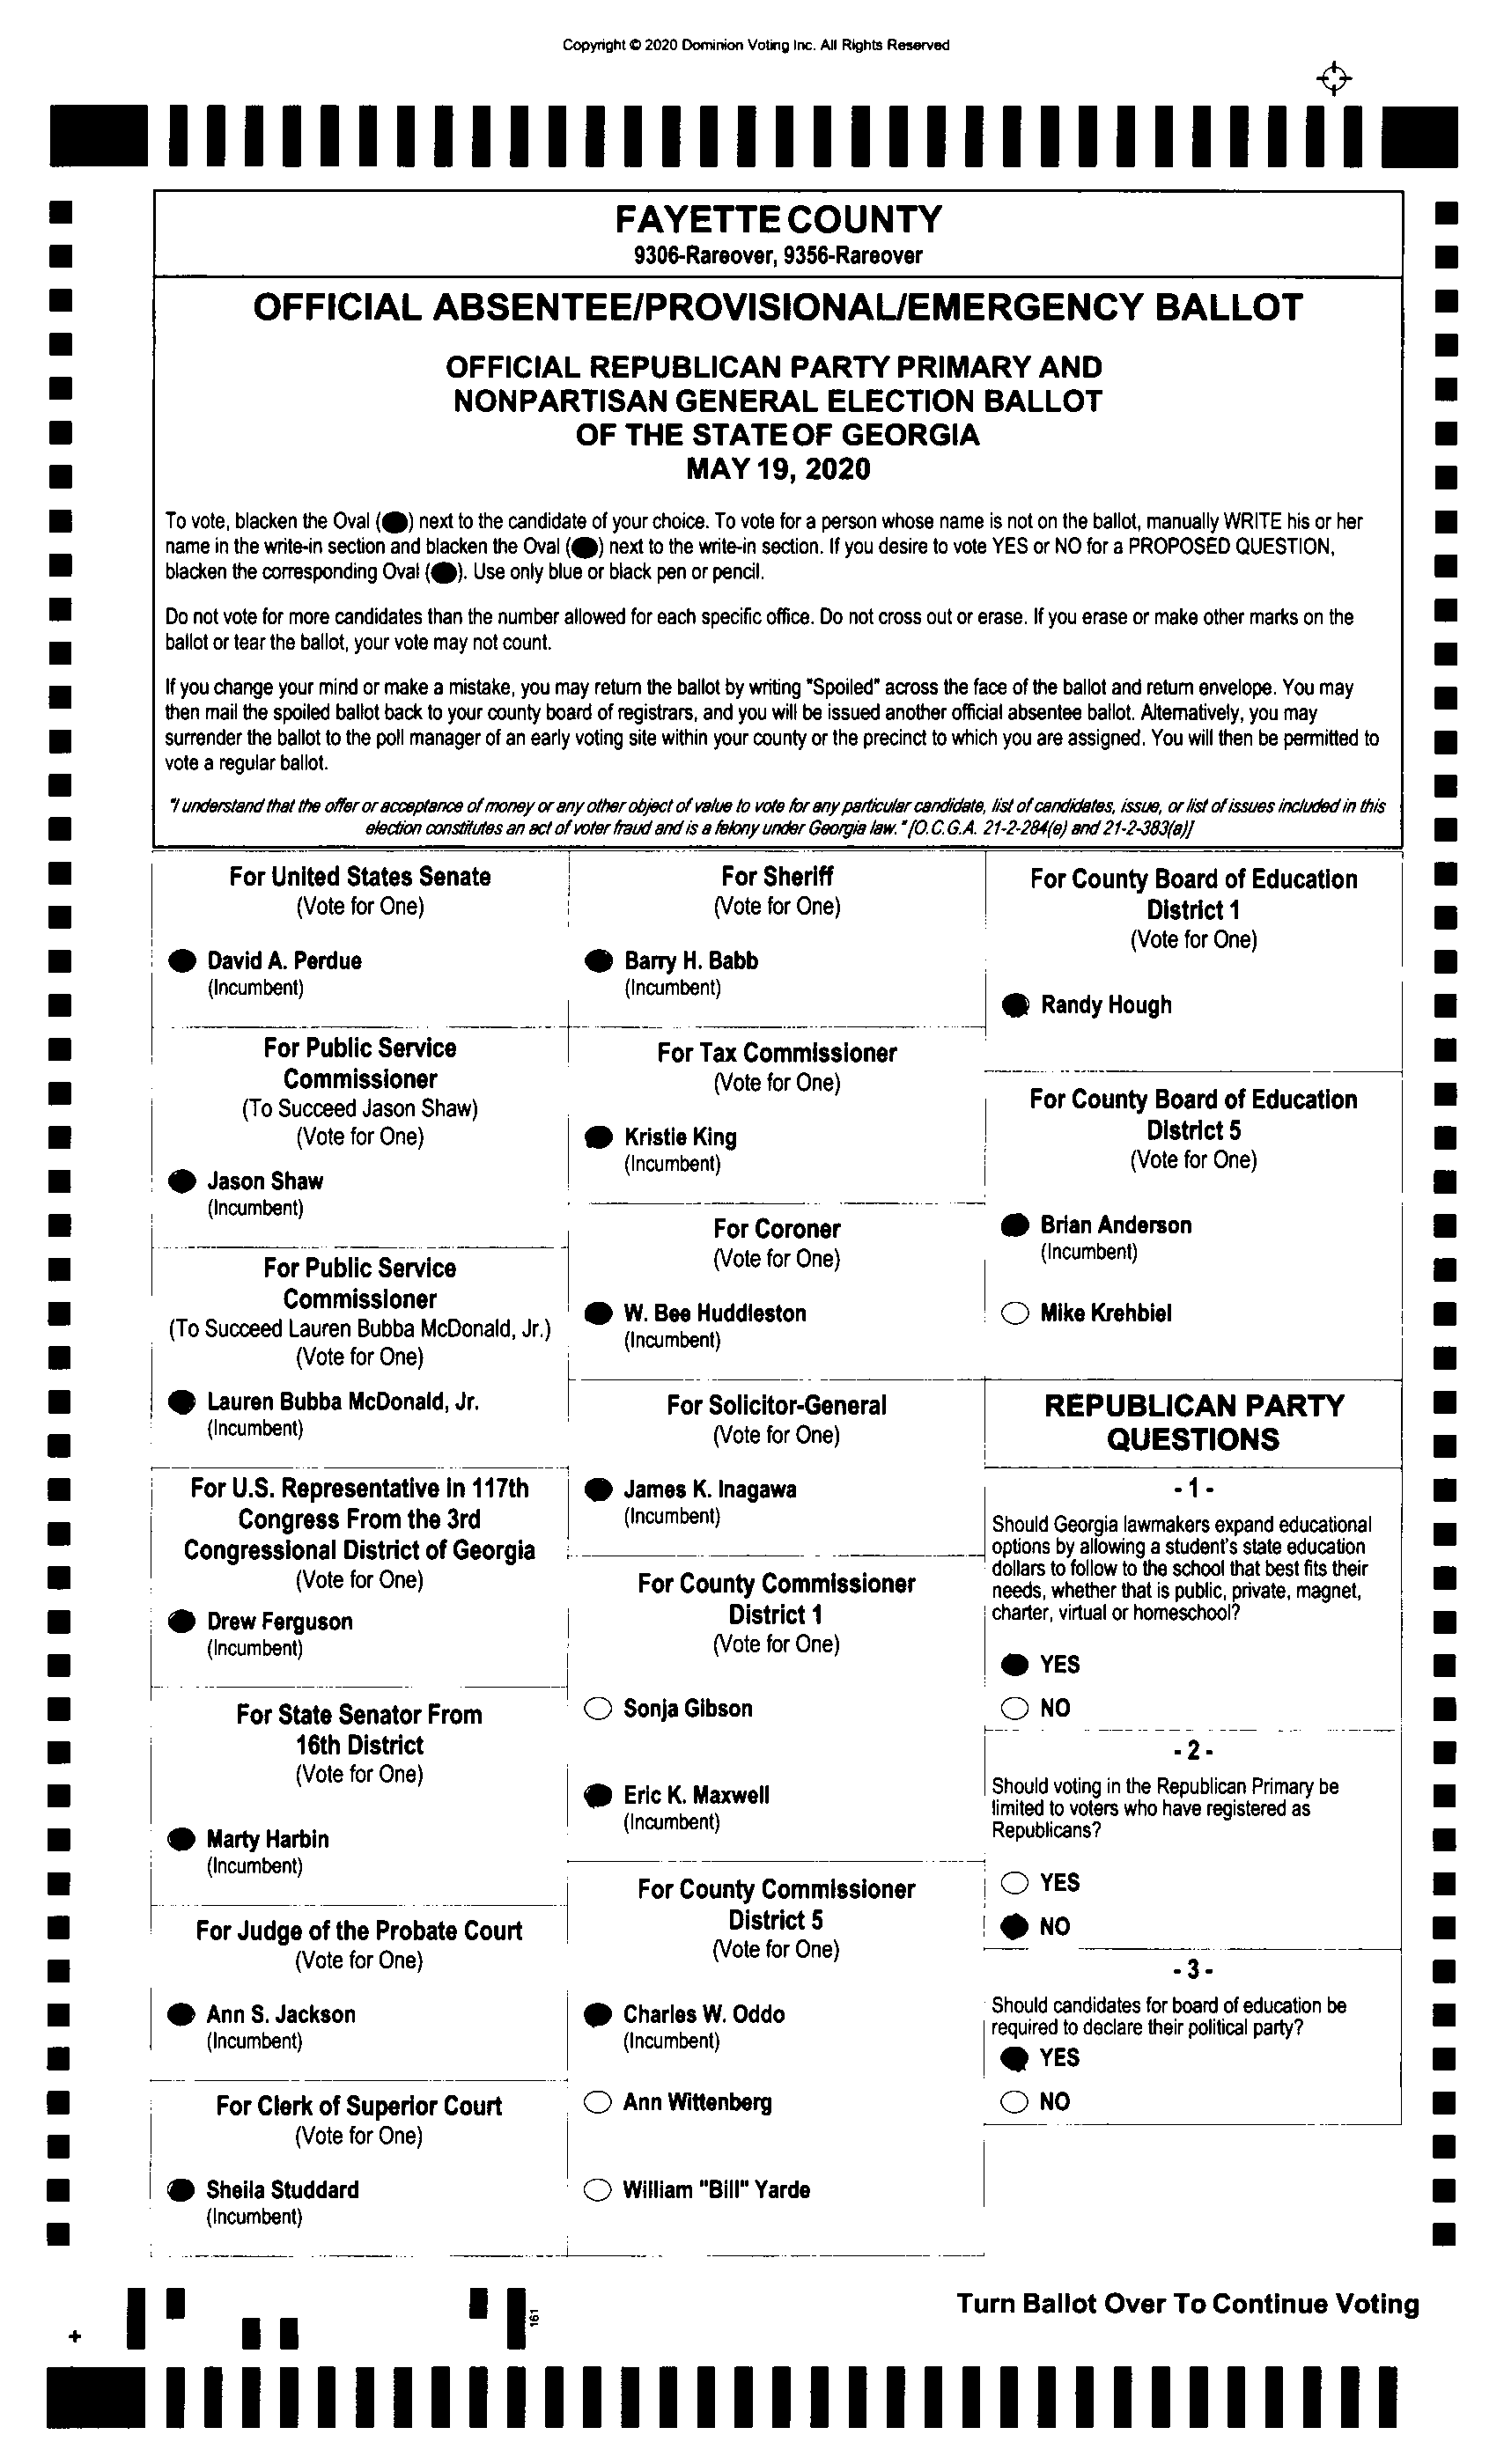 Copyright © 2020 Dominion Voting Inc. All Rights Reserved
FAYETTE COUNTY
9306-Rareover, 9356-Rareover
OFFICIAL ABSENTEE/PROVISIONAL/EMERGENCY BALLOT
OFFICIAL REPUBLICAN PARTY PRIMARY AND
NONPARTISAN GENERAL ELECTION BALLOT
OF THE STATE OF GEORGIA
MAY 19, 2020
To vote, blacken the Oval (●) next to the candidate of your choice. To vote for a person whose name is not on the ballot, manually WRITE his or her
name in the write-in section and blacken the Oval (●) next to the write-in section. If you desire to vote YES or NO for a PROPOSED QUESTION,
blacken the corresponding Oval (●). Use only blue or black pen or pencil.
Do not vote for more candidates than the number allowed for each specific office. Do not cross out or erase. If you erase or make other marks on the
ballot or tear the ballot, your vote may not count.
If you change your mind or make a mistake, you may return the ballot by writing "Spoiled" across the face of the ballot and return envelope. You may
then mail the spoiled ballot back to your county board of registrars, and you will be issued another official absentee ballot. Alternatively, you may
surrender the ballot to the poll manager of an early voting site within your county or the precinct to which you are assigned. You will then be permitted to
vote a regular ballot.
"I understand that the offer or acceptance of money or any other object of value to vote for any particular candidate, list of candidates, issue, or list of issues included in this
election constitutes an act of voter fraud and is a felony under Georgia law." [O.C.G.A. 21-2-284(e) and 21-2-383(a)]
For United States Senate
(Vote for One)
David A. Perdue
(Incumbent)
For Public Service
Commissioner
(To Succeed Jason Shaw)
(Vote for One)
Jason Shaw
(Incumbent)
For Public Service
Commissioner
(To Succeed Lauren Bubba McDonald, Jr.)
(Vote for One)
Lauren Bubba McDonald, Jr.
(Incumbent)
For U.S. Representative in 117th
Congress From the 3rd
Congressional District of Georgia
(Vote for One)
Drew Ferguson
(Incumbent)
For State Senator From
16th District
(Vote for One)
Marty Harbin
(Incumbent)
For Judge of the Probate Court
(Vote for One)
Ann S. Jackson
(Incumbent)
For Clerk of Superior Court
(Vote for One)
Sheila Studdard
(Incumbent)
For Sheriff
(Vote for One)
Barry H. Babb
(Incumbent)
For Tax Commissioner
(Vote for One)
Kristie King
(Incumbent)
For Coroner
(Vote for One)
W. Bee Huddleston
(Incumbent)
For Solicitor-General
(Vote for One)
James K. Inagawa
(Incumbent)
For County Commissioner
District 1
(Vote for One)
Sonja Gibson
Eric K. Maxwell
(Incumbent)
For County Commissioner
District 5
(Vote for One)
Charles W. Oddo
(Incumbent)
Ann Wittenberg
William "Bill" Yarde
For County Board of Education
District 1
(Vote for One)
Randy Hough
For County Board of Education
District 5
(Vote for One)
Brian Anderson
(Incumbent)
Mike Krehbiel
REPUBLICAN PARTY
QUESTIONS
- 1 -
Should Georgia lawmakers expand educational
options by allowing a student's state education
dollars to follow to the school that best fits their
needs, whether that is public, private, magnet,
charter, virtual or homeschool?
YES
NO
- 2 -
Should voting in the Republican Primary be
limited to voters who have registered as
Republicans?
YES
NO
- 3 -
Should candidates for board of education be
required to declare their political party?
YES
NO
161
Turn Ballot Over To Continue Voting